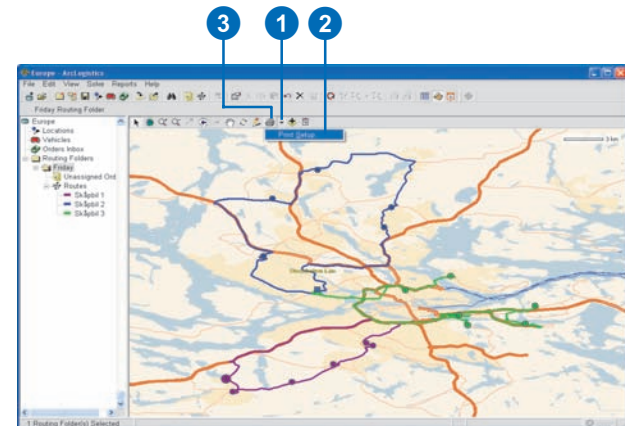 3 1 2
Europe - ArcLogistics
File Edit View Solve Reports Help
Friday Routing Folder
Europe
Locations
Vehicles
Orders Inbox
Routing Folders
Friday
Unassigned Ord
Routes
Skåpbil 1
Skåpbil 2
Skåpbil 3
Print Setup
3 km
1 Routing Folder(s) Selected